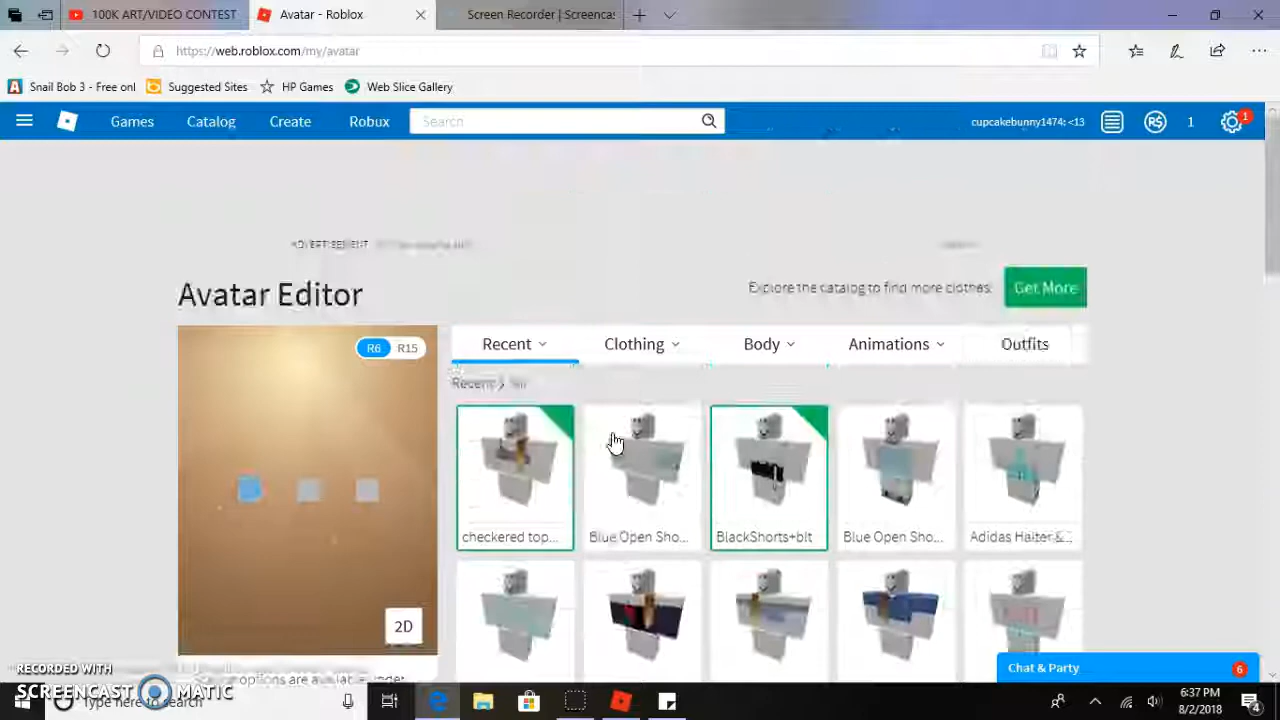 100K ART/VIDEO CONTEST
Avatar - Roblox
Screen Recorder | Screencas
https://web.roblox.com/my/avatar
Snail Bob 3 - Free onl
Suggested Sites
HP Games
Web Slice Gallery
Games
Catalog
Create
Robux
Search
cupcakebunny1474: <13
R$
1
1
ADVERTISEMENT
Avatar Editor
Explore the catalog to find more clothes.
Get More
R6
R15
Recent
Clothing
Body
Animations
Outfits
Recent
checkered top...
Blue Open Sho...
BlackShorts+blt
Blue Open Sho...
Adidas Halter &...
2D
Chat & Party
6
RECORDED WITH
SCREENCAST MATIC
Type here to search
6:37 PM
8/2/2018
4